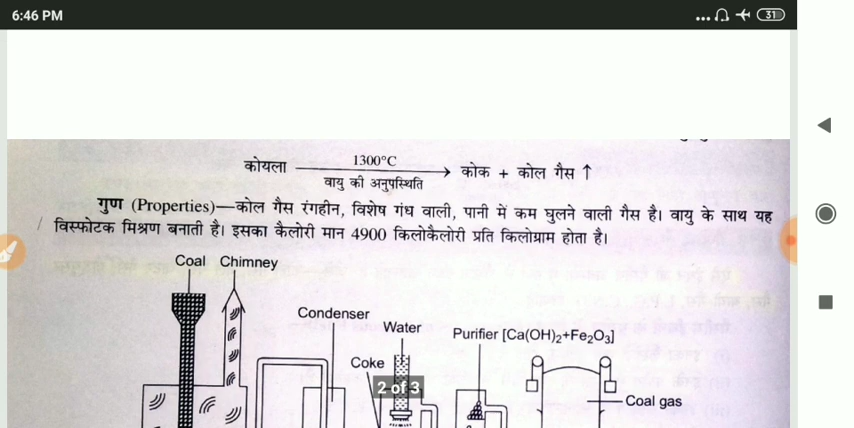 6:46 PM
31
कोयला 1300°C वायु की अनुपस्थिति → कोक + कोल गैस ↑
गुण (Properties)—कोल गैस रंगहीन, विशेष गंध वाली, पानी में कम घुलने वाली गैस है। वायु के साथ यह
विस्फोटक मिश्रण बनाती है। इसका कैलोरी मान 4900 किलोकैलोरी प्रति किलोग्राम होता है।
Coal Chimney
Condenser
Water
Purifier [Ca(OH)₂+Fe₂O₃]
Coke
2 of 3
Coal gas